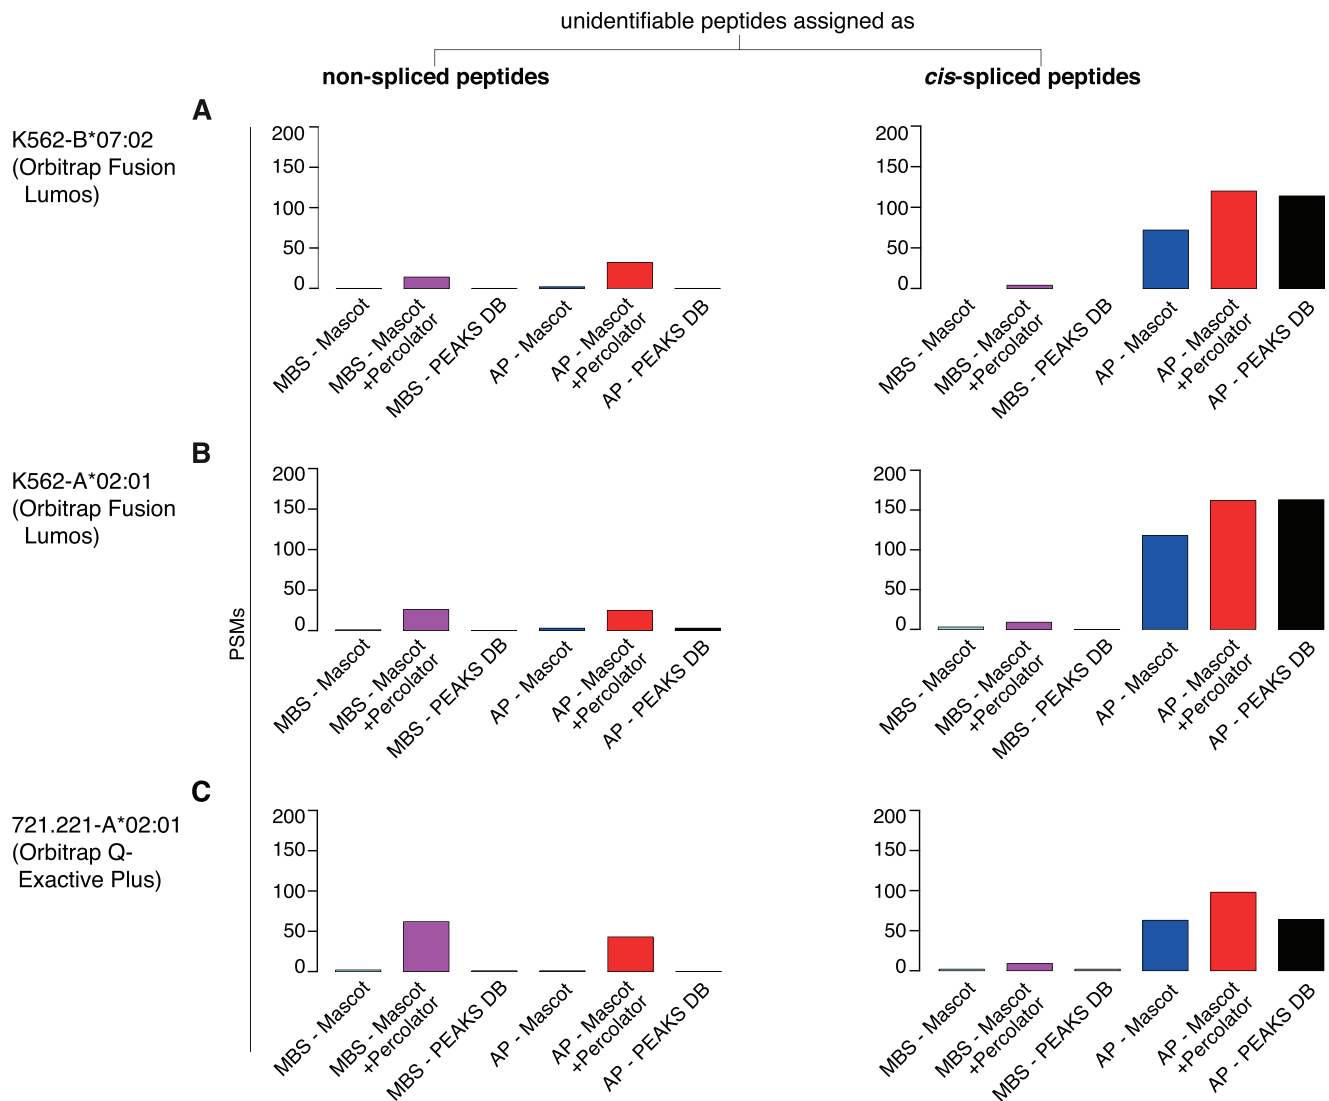 unidentifiable peptides assigned as
non-spliced peptides
cis-spliced peptides
A
K562-B*07:02
(Orbitrap Fusion
Lumos)
200
150
100
50
0
MBS - Mascot
MBS - Mascot
+Percolator
MBS - PEAKS DB
AP - Mascot
AP - Mascot
+Percolator
AP - PEAKS DB
200
150
100
50
0
MBS - Mascot
MBS - Mascot
+Percolator
MBS - PEAKS DB
AP - Mascot
AP - Mascot
+Percolator
AP - PEAKS DB
B
K562-A*02:01
(Orbitrap Fusion
Lumos)
PSMs
200
150
100
50
0
MBS - Mascot
MBS - Mascot
+Percolator
MBS - PEAKS DB
AP - Mascot
AP - Mascot
+Percolator
AP - PEAKS DB
200
150
100
50
0
MBS - Mascot
MBS - Mascot
+Percolator
MBS - PEAKS DB
AP - Mascot
AP - Mascot
+Percolator
AP - PEAKS DB
C
721.221-A*02:01
(Orbitrap Q-
Exactive Plus)
200
150
100
50
0
MBS - Mascot
MBS - Mascot
+Percolator
MBS - PEAKS DB
AP - Mascot
AP - Mascot
+Percolator
AP - PEAKS DB
200
150
100
50
0
MBS - Mascot
MBS - Mascot
+Percolator
MBS - PEAKS DB
AP - Mascot
AP - Mascot
+Percolator
AP - PEAKS DB